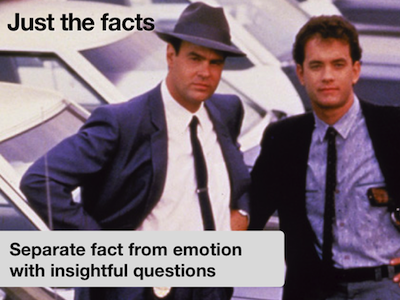 Just the facts
Separate fact from emotion
with insightful questions